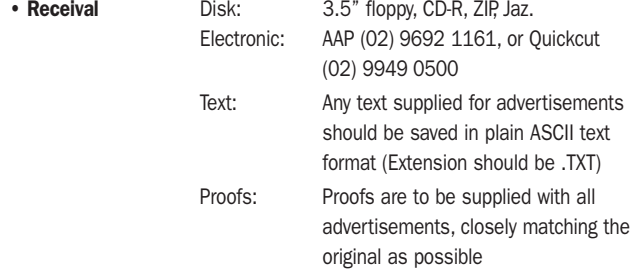 • Receival Disk: 3.5” floppy, CD-R, ZIP, Jaz.
Electronic: AAP (02) 9692 1161, or Quickcut
(02) 9949 0500
Text: Any text supplied for advertisements
should be saved in plain ASCII text
format (Extension should be .TXT)
Proofs: Proofs are to be supplied with all
advertisements, closely matching the
original as possible